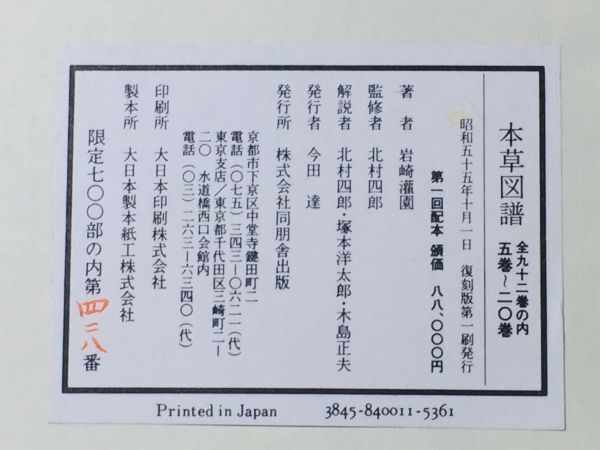 本草図譜 全九十二巻の内
五巻〜二〇巻
昭和五十五年十月一日 復刻版第一刷発行
第一回配本 頒価 八八、〇〇〇円
著者 岩崎灌園
監修者 北村四郎
解説者 北村四郎・塚本洋太郎・木島正夫
発行者 今田達
発行所 株式会社同朋舎出版
京都市下京区中堂寺鍵田町二
電話(〇七五)三四三―〇六二一(代)
東京支店/東京都千代田区三崎町二―
二〇 水道橋西口会館内
電話(〇三)二六三―六三四〇(代)
印刷所 大日本印刷株式会社
製本所 大日本製本紙工株式会社
限定七〇〇部の内第四二八番
Printed in Japan 3845-840011-5361